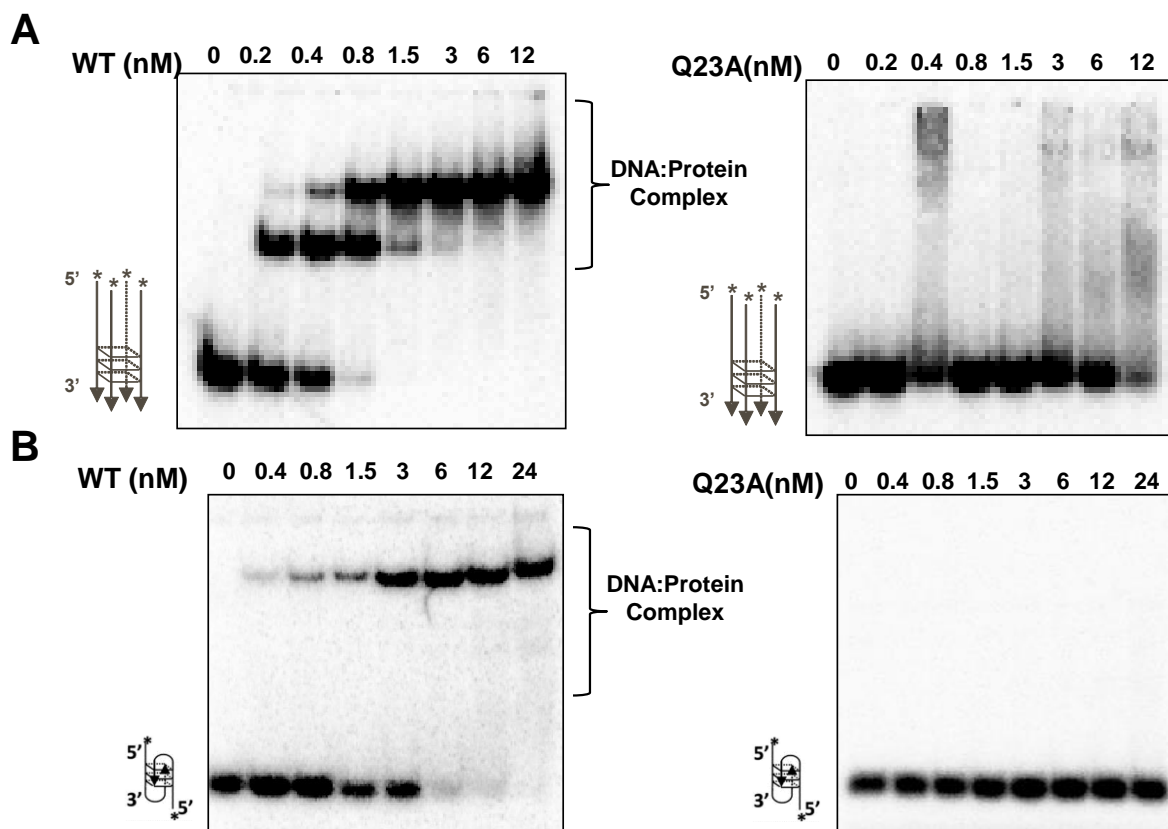 A
WT (nM) 0 0.2 0.4 0.8 1.5 3 6 12
Q23A(nM) 0 0.2 0.4 0.8 1.5 3 6 12
DNA:Protein
Complex
5’ * * * *
3’
5’ * * * *
3’
B
WT (nM) 0 0.4 0.8 1.5 3 6 12 24
Q23A(nM) 0 0.4 0.8 1.5 3 6 12 24
DNA:Protein
Complex
*
5’
3’
*5’
*
5’
3’
*5’